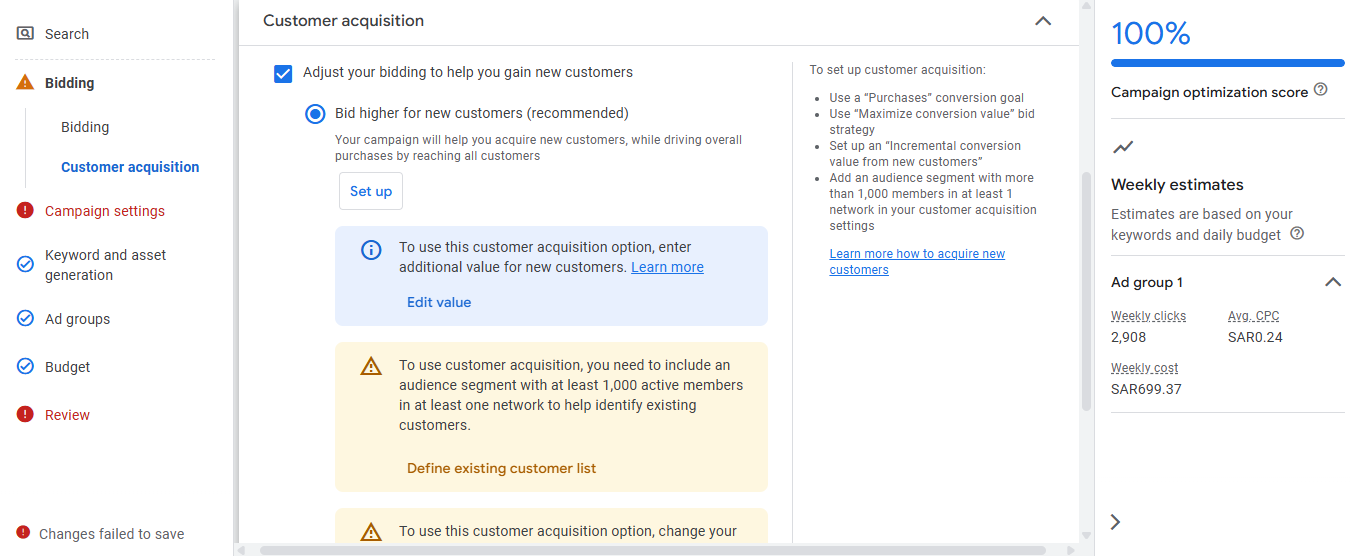 Search
Bidding
Bidding
Customer acquisition
Campaign settings
Keyword and asset
generation
Ad groups
Budget
Review
Changes failed to save
Customer acquisition
Adjust your bidding to help you gain new customers
Bid higher for new customers (recommended)
Your campaign will help you acquire new customers, while driving overall
purchases by reaching all customers
Set up
To use this customer acquisition option, enter
additional value for new customers. Learn more
Edit value
To use customer acquisition, you need to include an
audience segment with at least 1,000 active members
in at least one network to help identify existing
customers.
Define existing customer list
To use this customer acquisition option, change your
To set up customer acquisition:
• Use a “Purchases” conversion goal
• Use “Maximize conversion value” bid
strategy
• Set up an “Incremental conversion
value from new customers”
• Add an audience segment with more
than 1,000 members in at least 1
network in your customer acquisition
settings
Learn more how to acquire new
customers
100%
Campaign optimization score
Weekly estimates
Estimates are based on your
keywords and daily budget
Ad group 1
Weekly clicks
2,908
Avg. CPC
SAR0.24
Weekly cost
SAR699.37